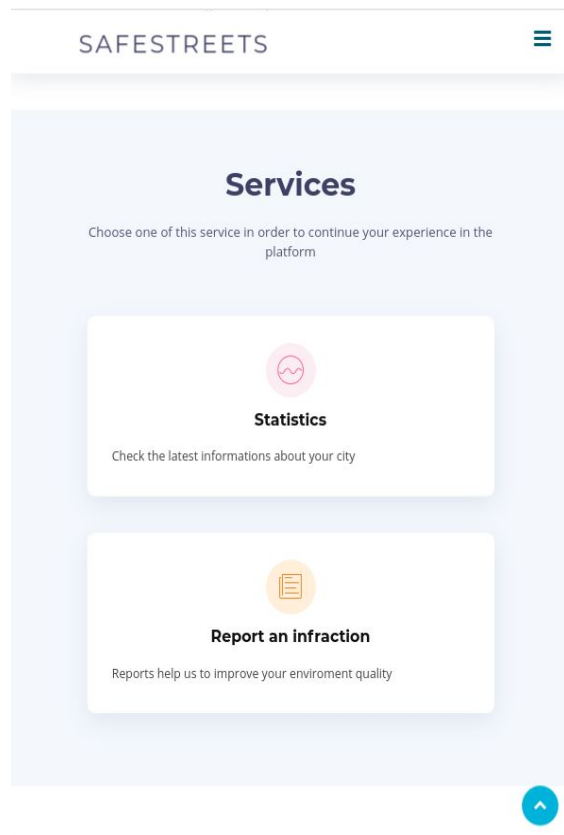 SAFESTREETS
Services
Choose one of this service in order to continue your experience in the
platform
Statistics
Check the latest informations about your city
Report an infraction
Reports help us to improve your enviroment quality